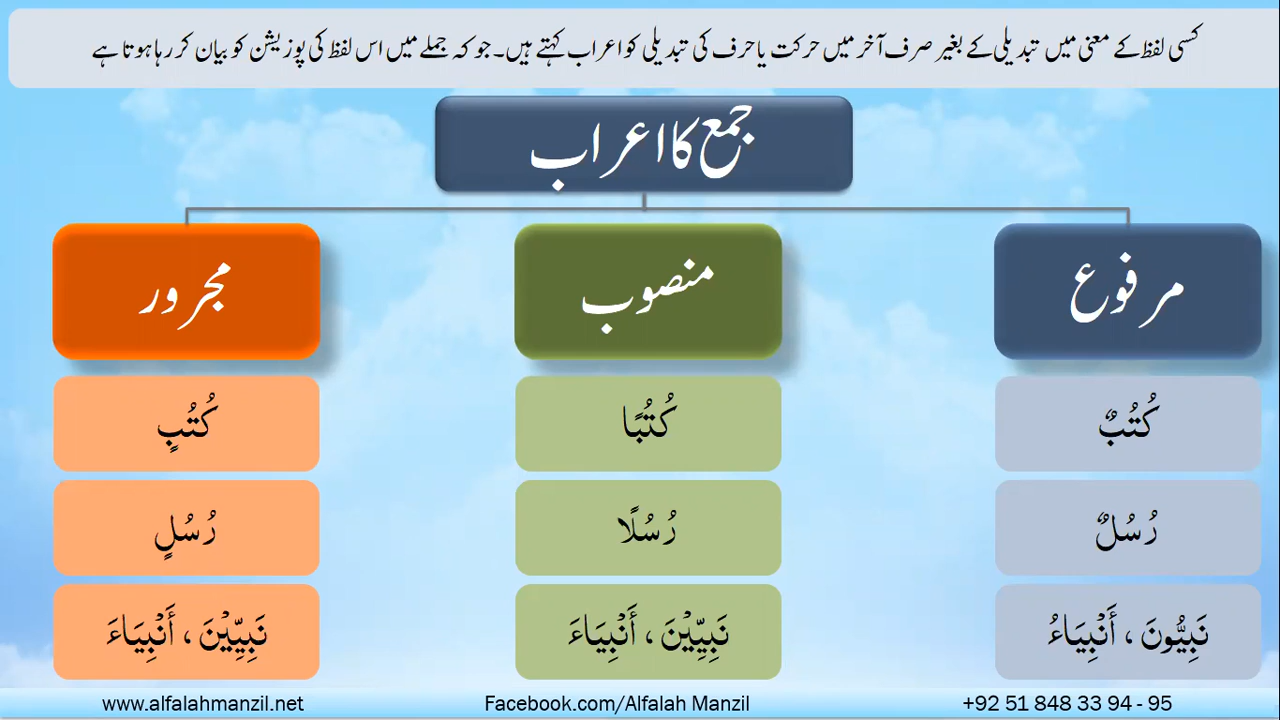 کسی لفظ کے معنی میں تبدیلی کے بغیر صرف آخر میں حرکت یا حرف کی تبدیلی کو اعراب کہتے ہیں۔ جو کہ جملے میں اس لفظ کی پوزیشن کو بیان کر رہا ہوتا ہے
جمع کا اعراب
مرفوع منصوب مجرور
كُتُبٌ كُتُبًا كُتُبٍ
رُسُلٌ رُسُلًا رُسُلٍ
نَبِيُّونَ ، أَنْبِيَاءُ نَبِيِّيْنَ ، أَنْبِيَاءَ نَبِيِّيْنَ ، أَنْبِيَاءَ
www.alfalahmanzil.net Facebook.com/Alfalah Manzil +92 51 848 33 94 - 95